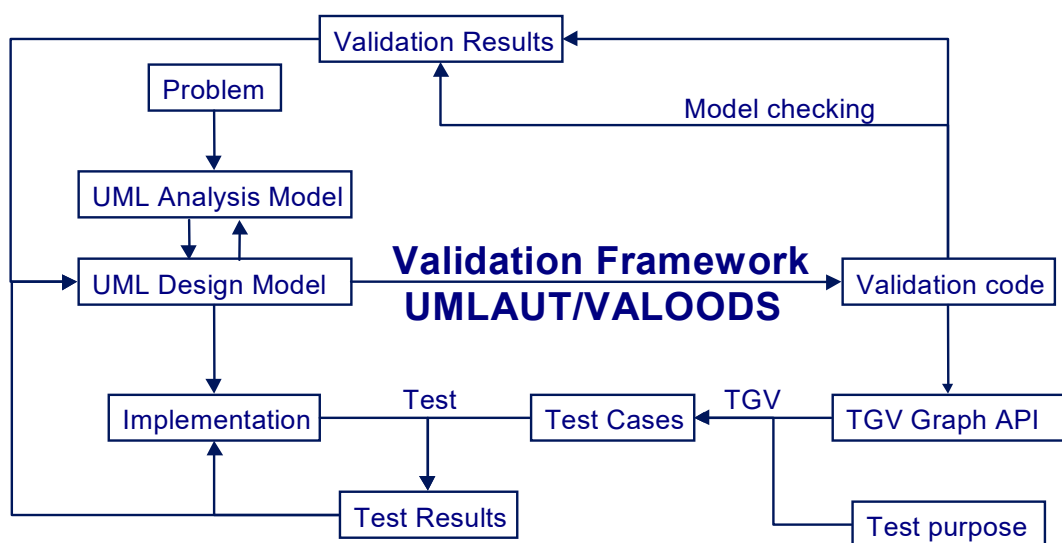 Validation Results
Problem
Model checking
UML Analysis Model
Validation Framework
UML Design Model
Validation code
UMLAUT/VALOODS
Test
TGV
Implementation
Test Cases
TGV Graph API
Test Results
Test purpose